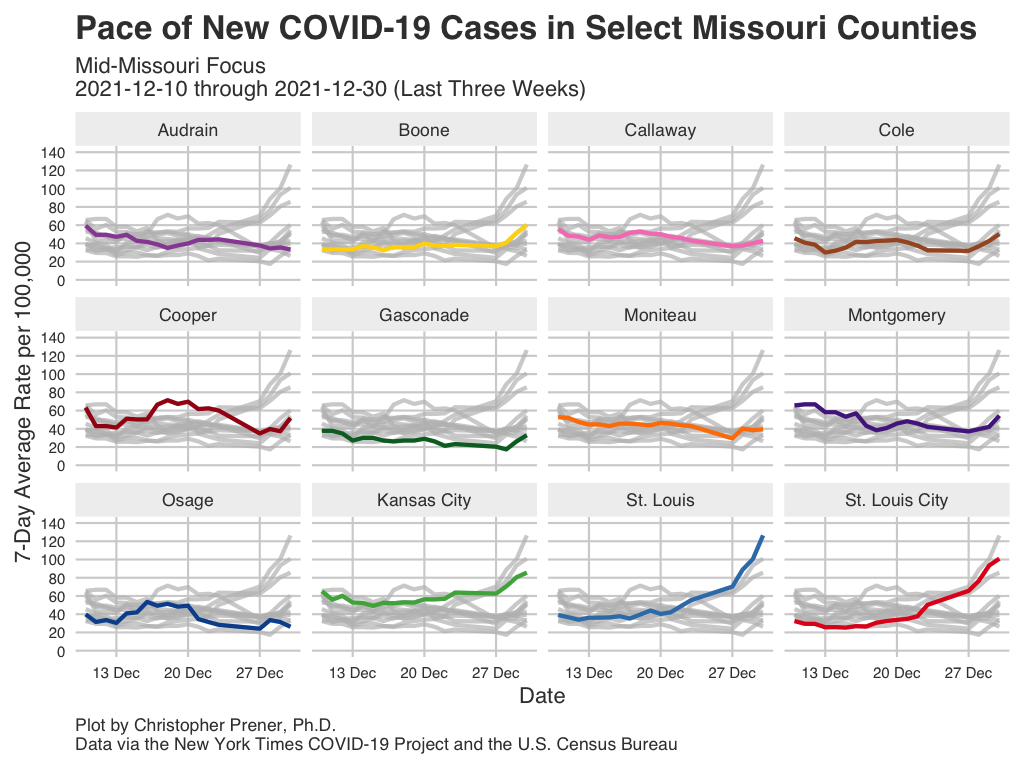 Pace of New COVID-19 Cases in Select Missouri Counties
Mid-Missouri Focus
2021-12-10 through 2021-12-30 (Last Three Weeks)
Audrain Boone Callaway Cole
140
120
100
80
60
40
20
0
Cooper Gasconade Moniteau Montgomery
140
120
100
80
60
40
20
0
7-Day Average Rate per 100,000
Osage Kansas City St. Louis St. Louis City
140
120
100
80
60
40
20
0
13 Dec 20 Dec 27 Dec 13 Dec 20 Dec 27 Dec 13 Dec 20 Dec 27 Dec 13 Dec 20 Dec 27 Dec
Date
Plot by Christopher Prener, Ph.D.
Data via the New York Times COVID-19 Project and the U.S. Census Bureau